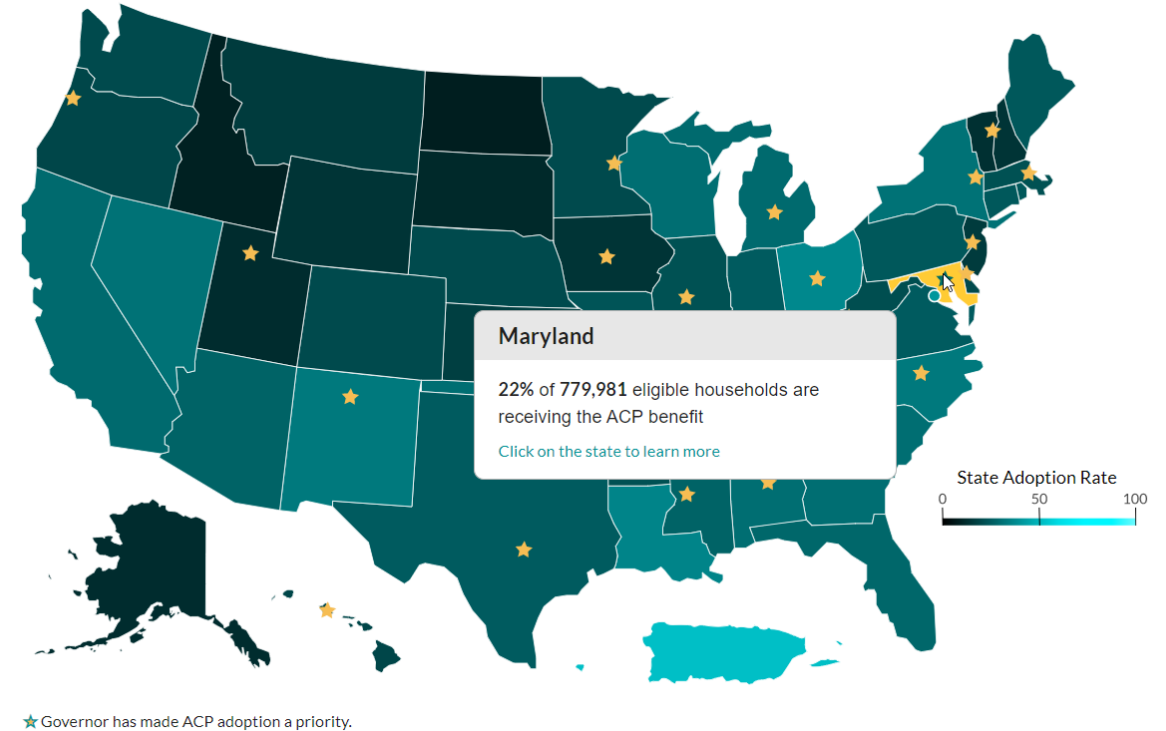 Maryland
22% of 779,981 eligible households are
receiving the ACP benefit
Click on the state to learn more
State Adoption Rate
0 50 100
Governor has made ACP adoption a priority.